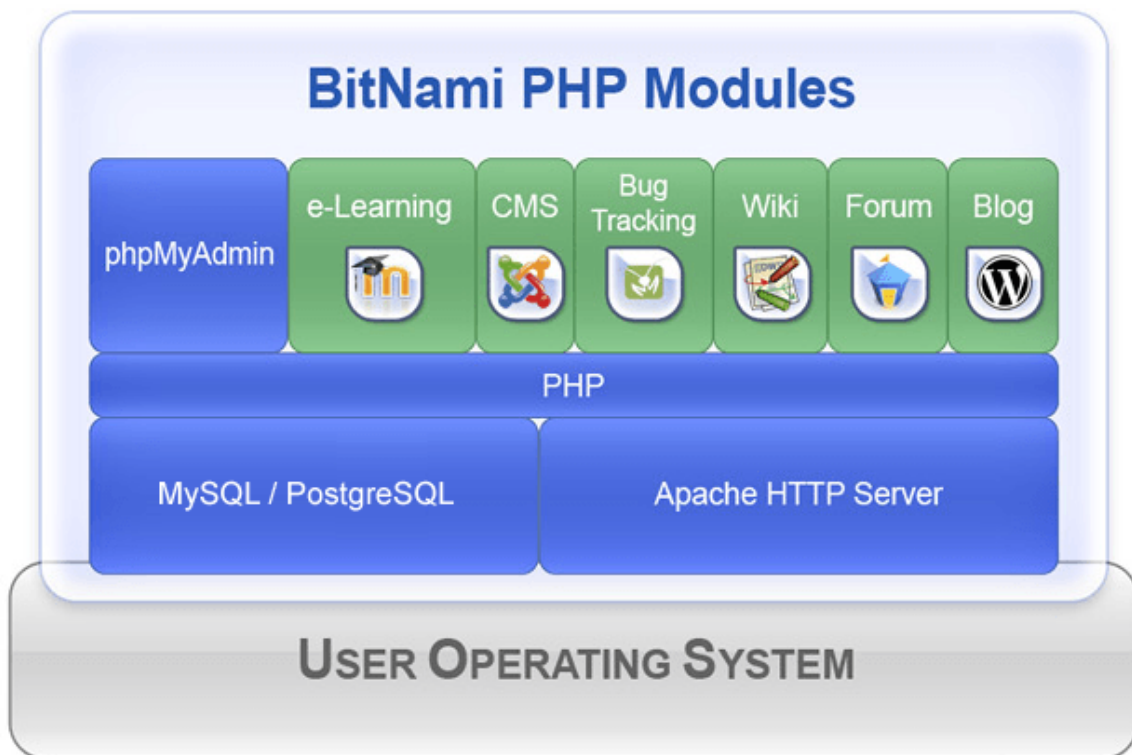 BitNami PHP Modules
phpMyAdmin
e-Learning
CMS
Bug
Tracking
Wiki
Forum
Blog
PHP
MySQL / PostgreSQL
Apache HTTP Server
USER OPERATING SYSTEM